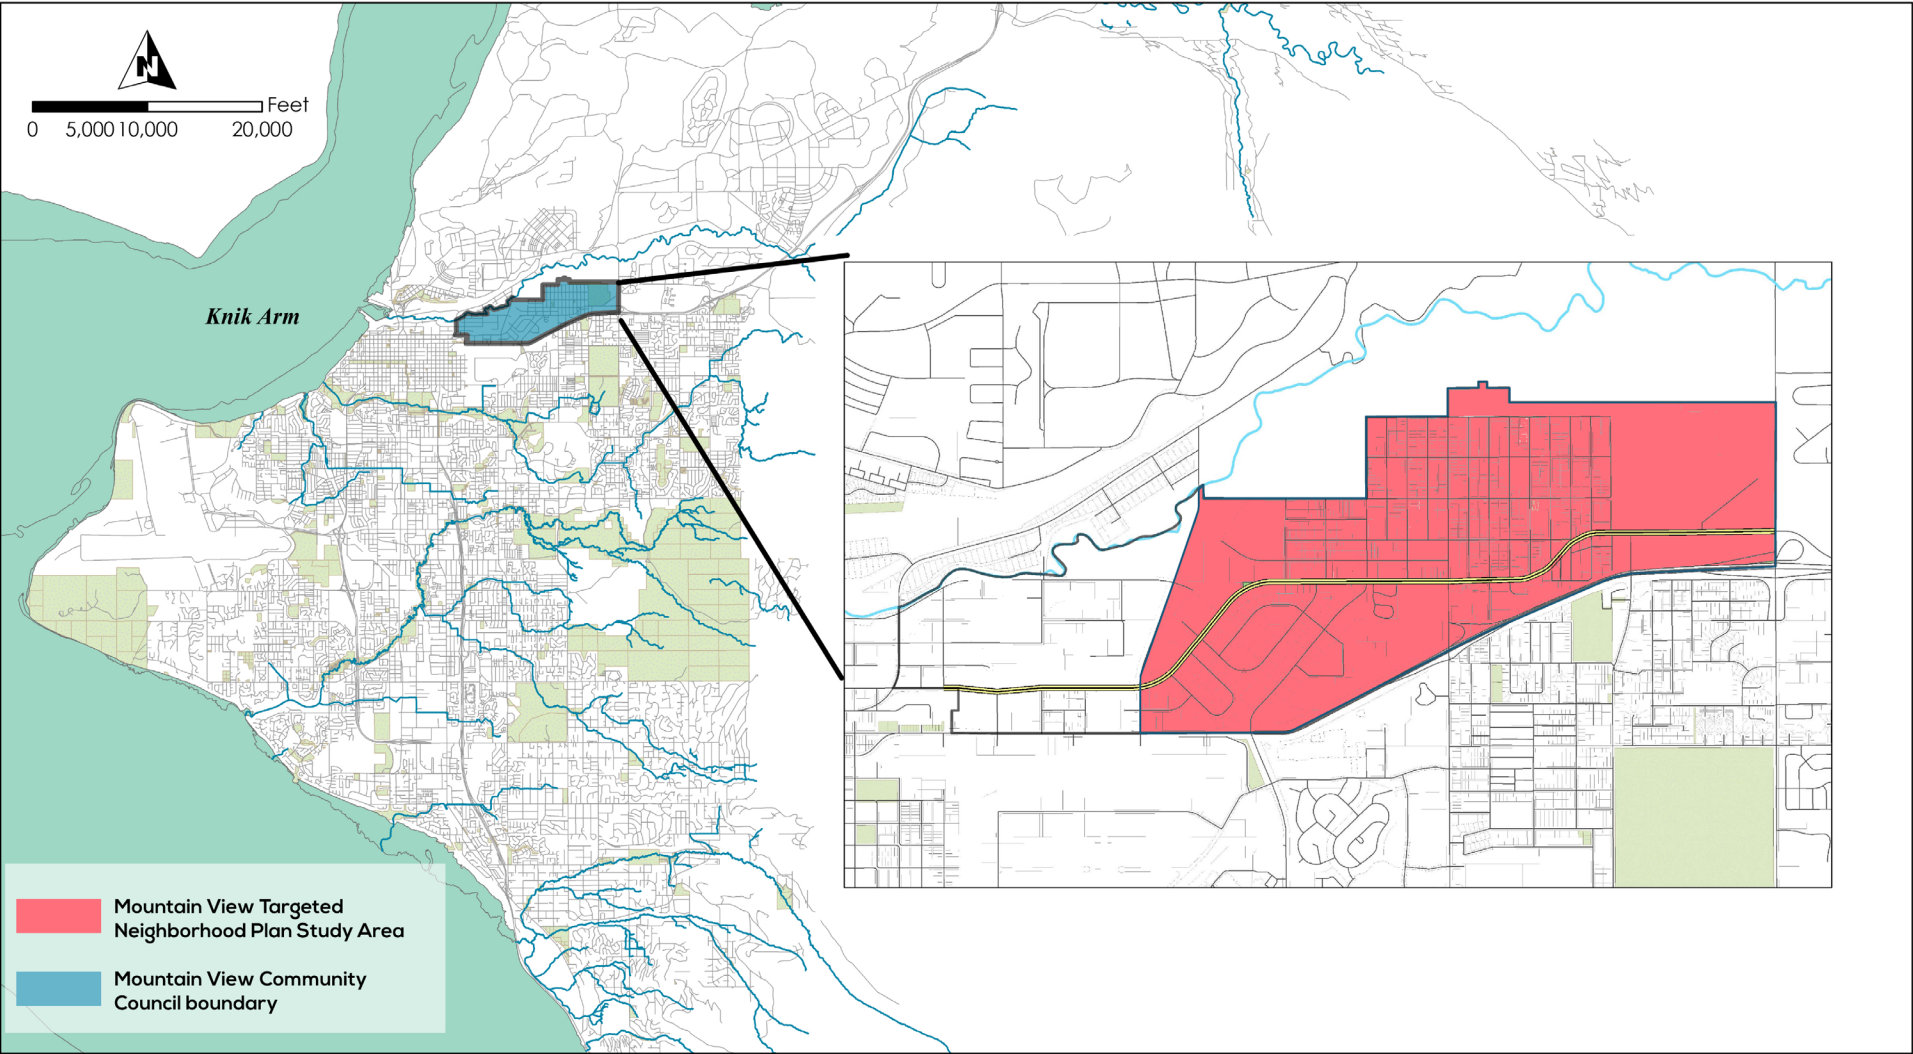 N
Feet
0 5,000 10,000 20,000
Knik Arm
Mountain View Targeted
Neighborhood Plan Study Area
Mountain View Community
Council boundary